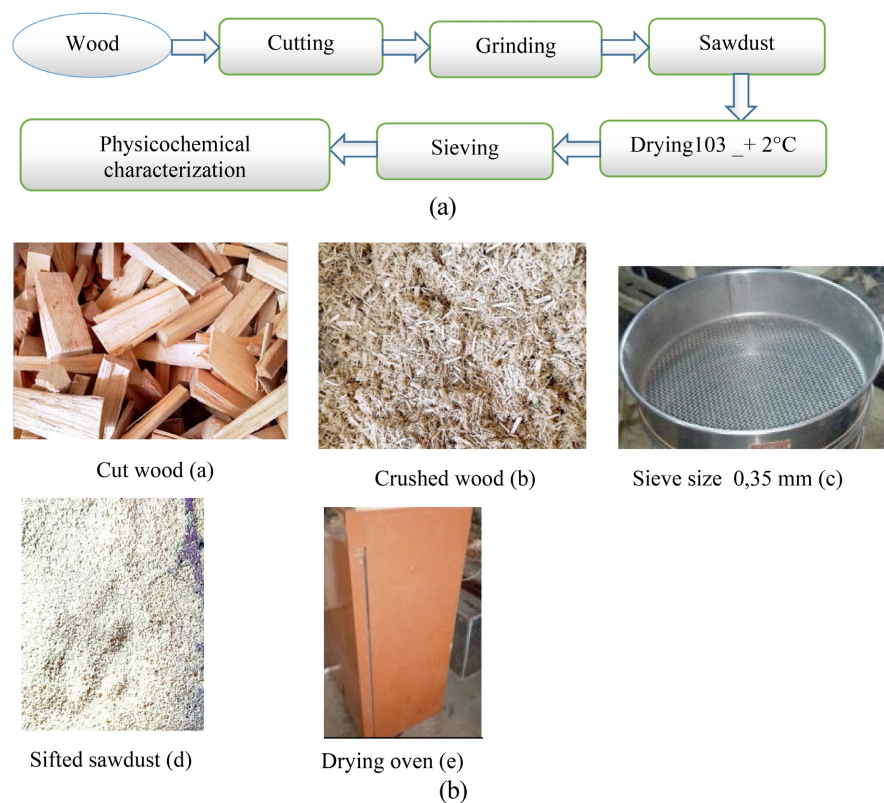 Wood
Cutting
Grinding
Sawdust
Drying103 _+ 2°C
Sieving
Physicochemical
characterization
(a)
Cut wood (a)
Crushed wood (b)
Sieve size 0,35 mm (c)
Sifted sawdust (d)
Drying oven (e)
(b)